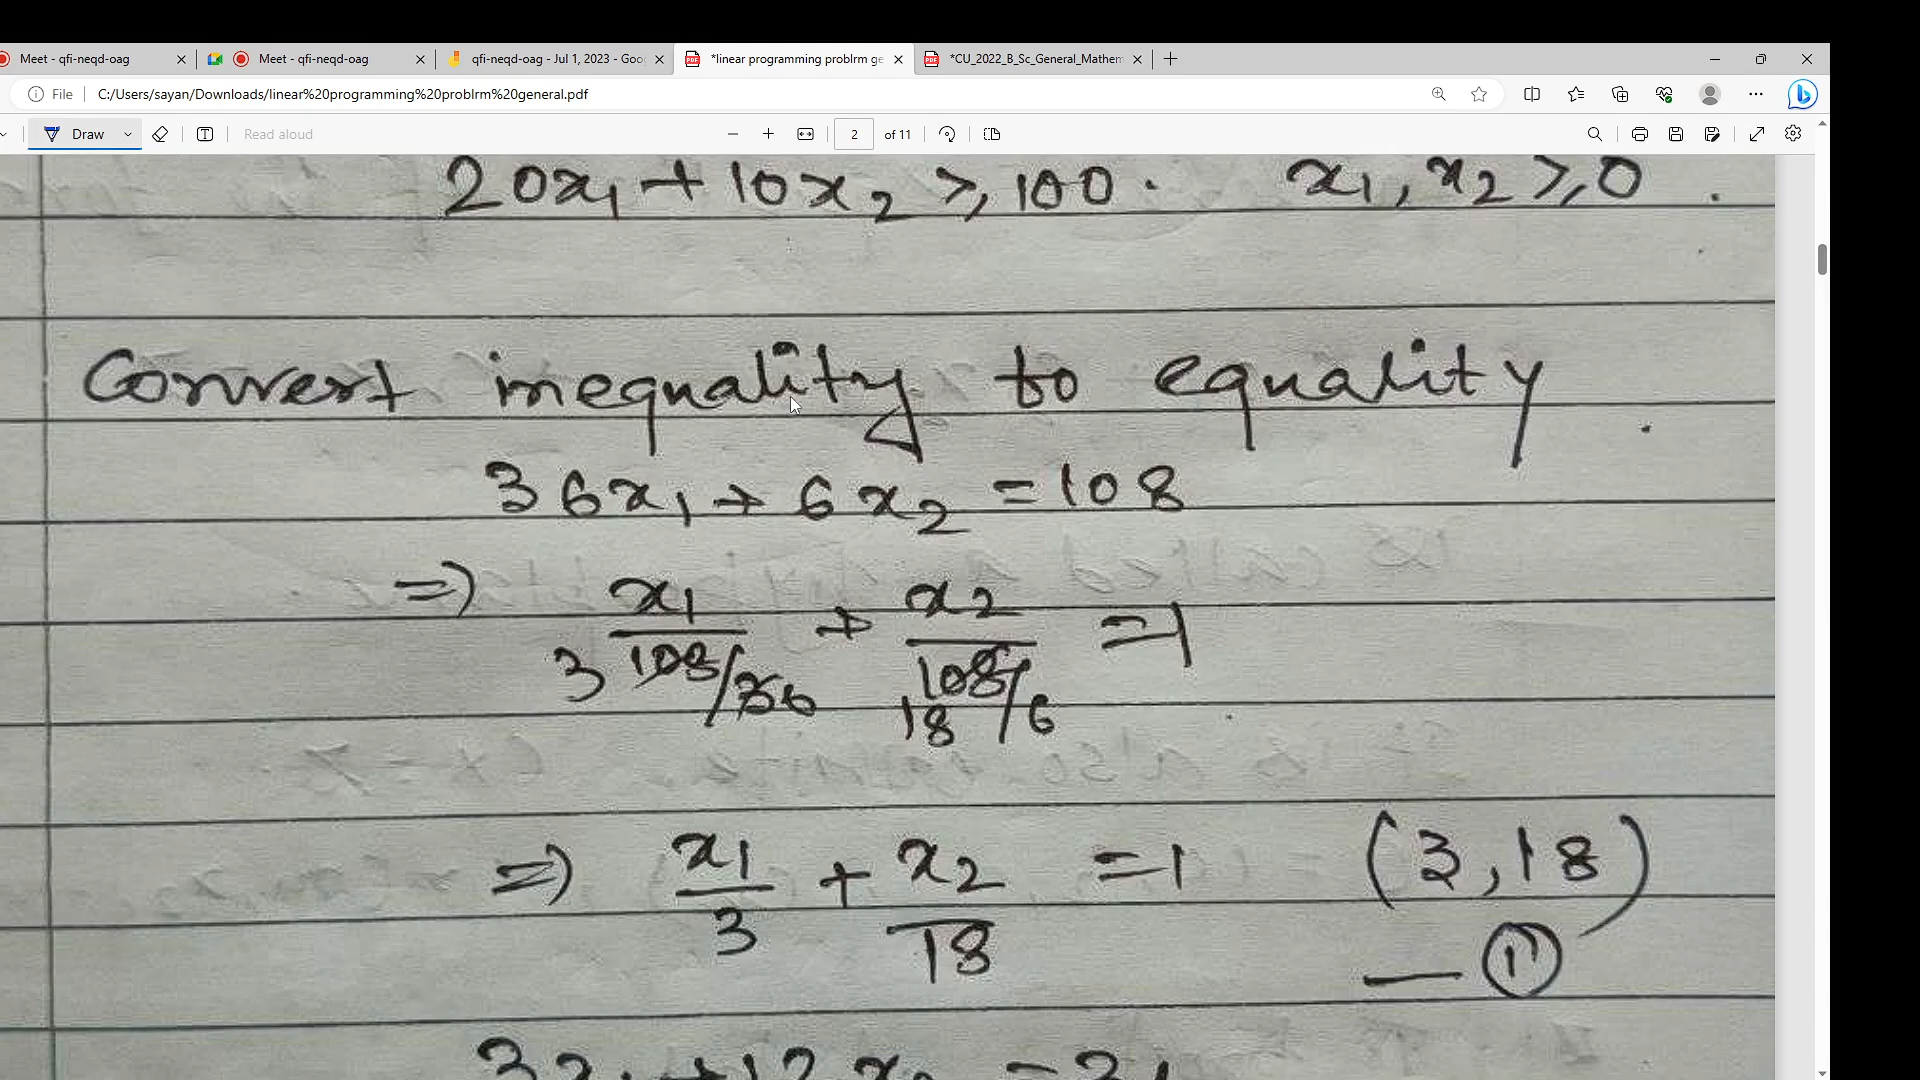 Meet - qfi-neqd-oag
Meet - qfi-neqd-oag
qfi-neqd-oag - Jul 1, 2023 - Goo
*linear programming problrm ge
*CU_2022_B_Sc_General_Mathem
File
C:/Users/sayan/Downloads/linear%20programming%20problrm%20general.pdf
Draw
Read aloud
2 of 11
20x₁ + 10x₂ ≥ 100. x₁, x₂ ≥ 0.
Convert inequality to equality.
36x₁ + 6x₂ = 108
=> x₁/(108/36) + x₂/(108/6) = 1
3 18
=> x₁/3 + x₂/18 = 1 (3, 18)